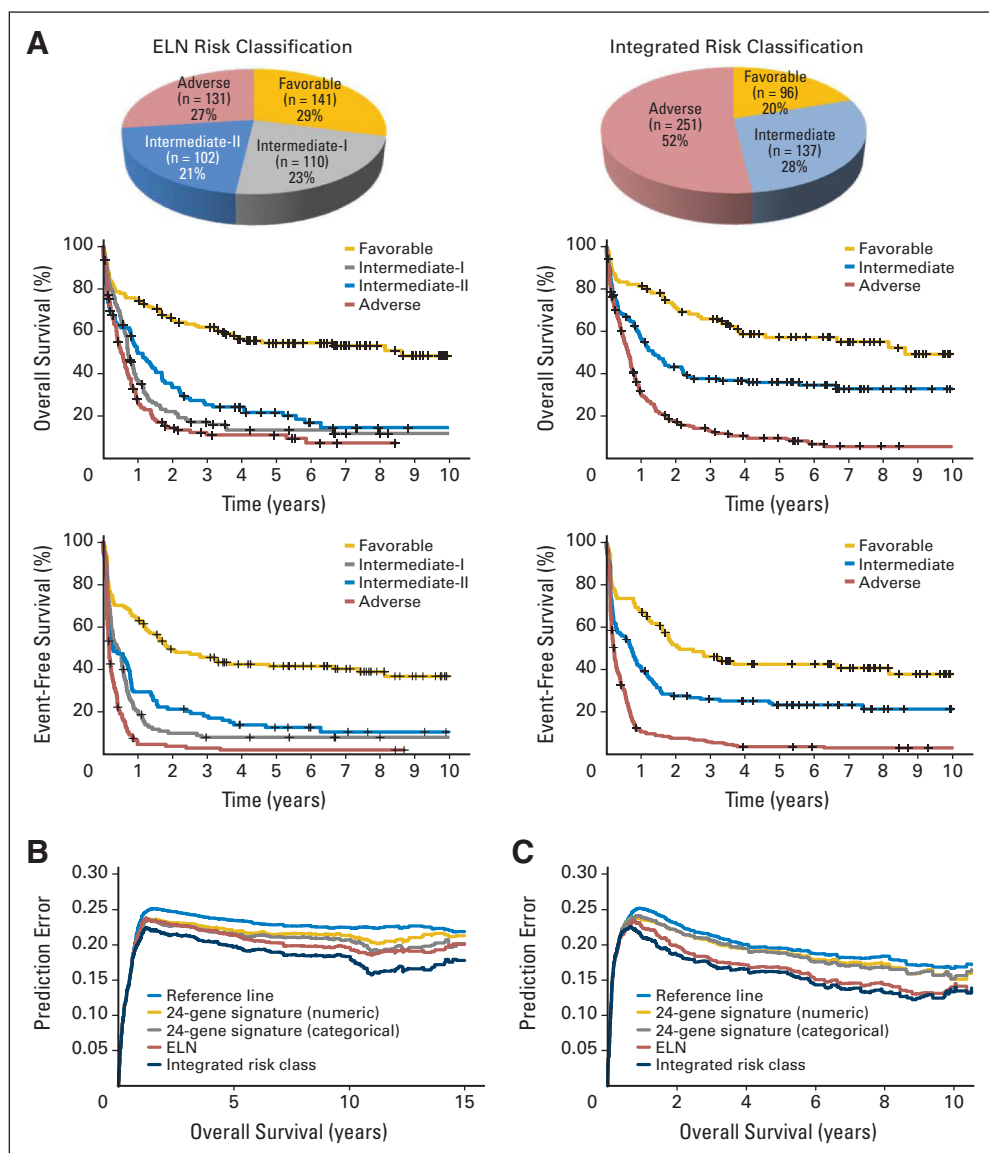 A
ELN Risk Classification
Adverse
(n = 131)
27%
Favorable
(n = 141)
29%
Intermediate-II
(n = 102)
21%
Intermediate-I
(n = 110)
23%
Integrated Risk Classification
Favorable
(n = 96)
20%
Adverse
(n = 251)
52%
Intermediate
(n = 137)
28%
Overall Survival (%)
100
80
60
40
20
0
Favorable
Intermediate-I
Intermediate-II
Adverse
1 2 3 4 5 6 7 8 9 10
Time (years)
Overall Survival (%)
100
80
60
40
20
0
Favorable
Intermediate
Adverse
1 2 3 4 5 6 7 8 9 10
Time (years)
Event-Free Survival (%)
100
80
60
40
20
0
Favorable
Intermediate-I
Intermediate-II
Adverse
1 2 3 4 5 6 7 8 9 10
Time (years)
Event-Free Survival (%)
100
80
60
40
20
0
Favorable
Intermediate
Adverse
1 2 3 4 5 6 7 8 9 10
Time (years)
B
Prediction Error
0.30
0.25
0.20
0.15
0.10
0.05
0
Reference line
24-gene signature (numeric)
24-gene signature (categorical)
ELN
Integrated risk class
5 10 15
Overall Survival (years)
C
Prediction Error
0.30
0.25
0.20
0.15
0.10
0.05
0
Reference line
24-gene signature (numeric)
24-gene signature (categorical)
ELN
Integrated risk class
2 4 6 8 10
Overall Survival (years)